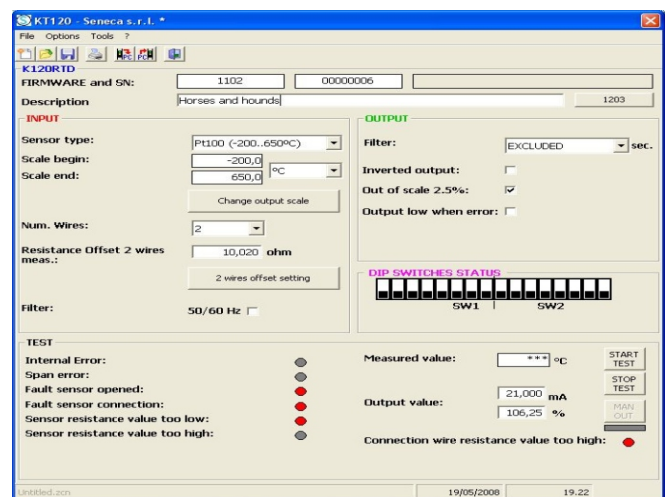 KT120 - Seneca s.r.l. *
File Options Tools ?
K120RTD
FIRMWARE and SN: 1102 00000006
Description Horses and hounds 1203
INPUT
Sensor type: Pt100 (-200..650ºC)
Scale begin: -200,0
Scale end: 650,0 ºC
Change output scale
Num. Wires: 2
Resistance Offset 2 wires meas.: 10,020 ohm
2 wires offset setting
Filter: 50/60 Hz
OUTPUT
Filter: EXCLUDED sec.
Inverted output:
Out of scale 2.5%:
Output low when error:
DIP SWITCHES STATUS
SW1 SW2
TEST
Internal Error:
Span error:
Fault sensor opened:
Fault sensor connection:
Sensor resistance value too low:
Sensor resistance value too high:
Measured value: *** ºC
Output value: 21,000 mA
106,25 %
START TEST
STOP TEST
MAN OUT
Connection wire resistance value too high:
Untitled.zcn 19/05/2008 19.22